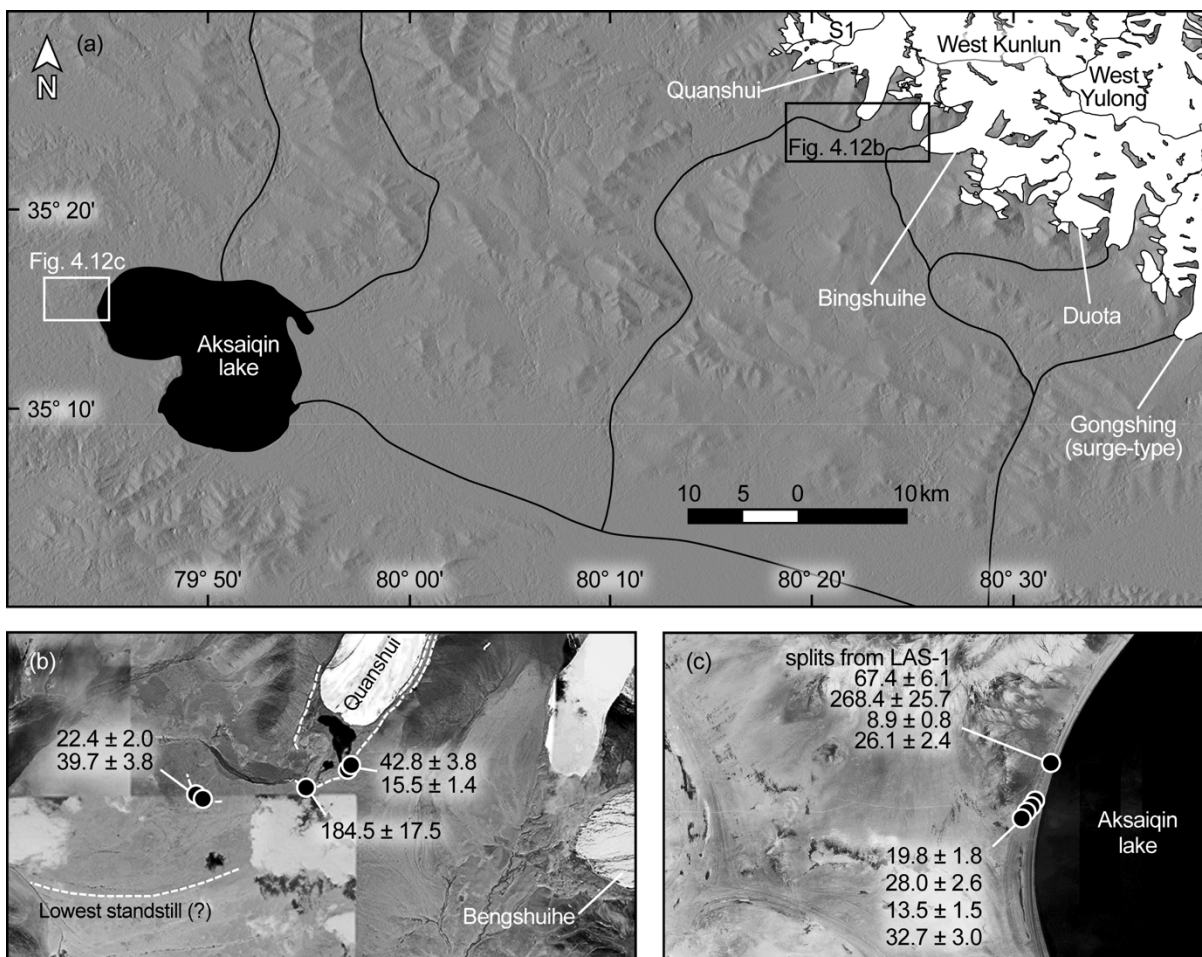 (a)
N
S1
West Kunlun
West
Yulong
Quanshui
Fig. 4.12b
35° 20'
Fig. 4.12c
Bingshuihe
Duota
Aksaiqin
lake
35° 10'
Gongshing
(surge-type)
10 5 0 10 km
79° 50' 80° 00' 80° 10' 80° 20' 80° 30'
(b)
Quanshui
22.4 ± 2.0
39.7 ± 3.8
42.8 ± 3.8
15.5 ± 1.4
184.5 ± 17.5
Lowest standstill (?)
Bengshuihe
(c)
splits from LAS-1
67.4 ± 6.1
268.4 ± 25.7
8.9 ± 0.8
26.1 ± 2.4
Aksaiqin
lake
19.8 ± 1.8
28.0 ± 2.6
13.5 ± 1.5
32.7 ± 3.0